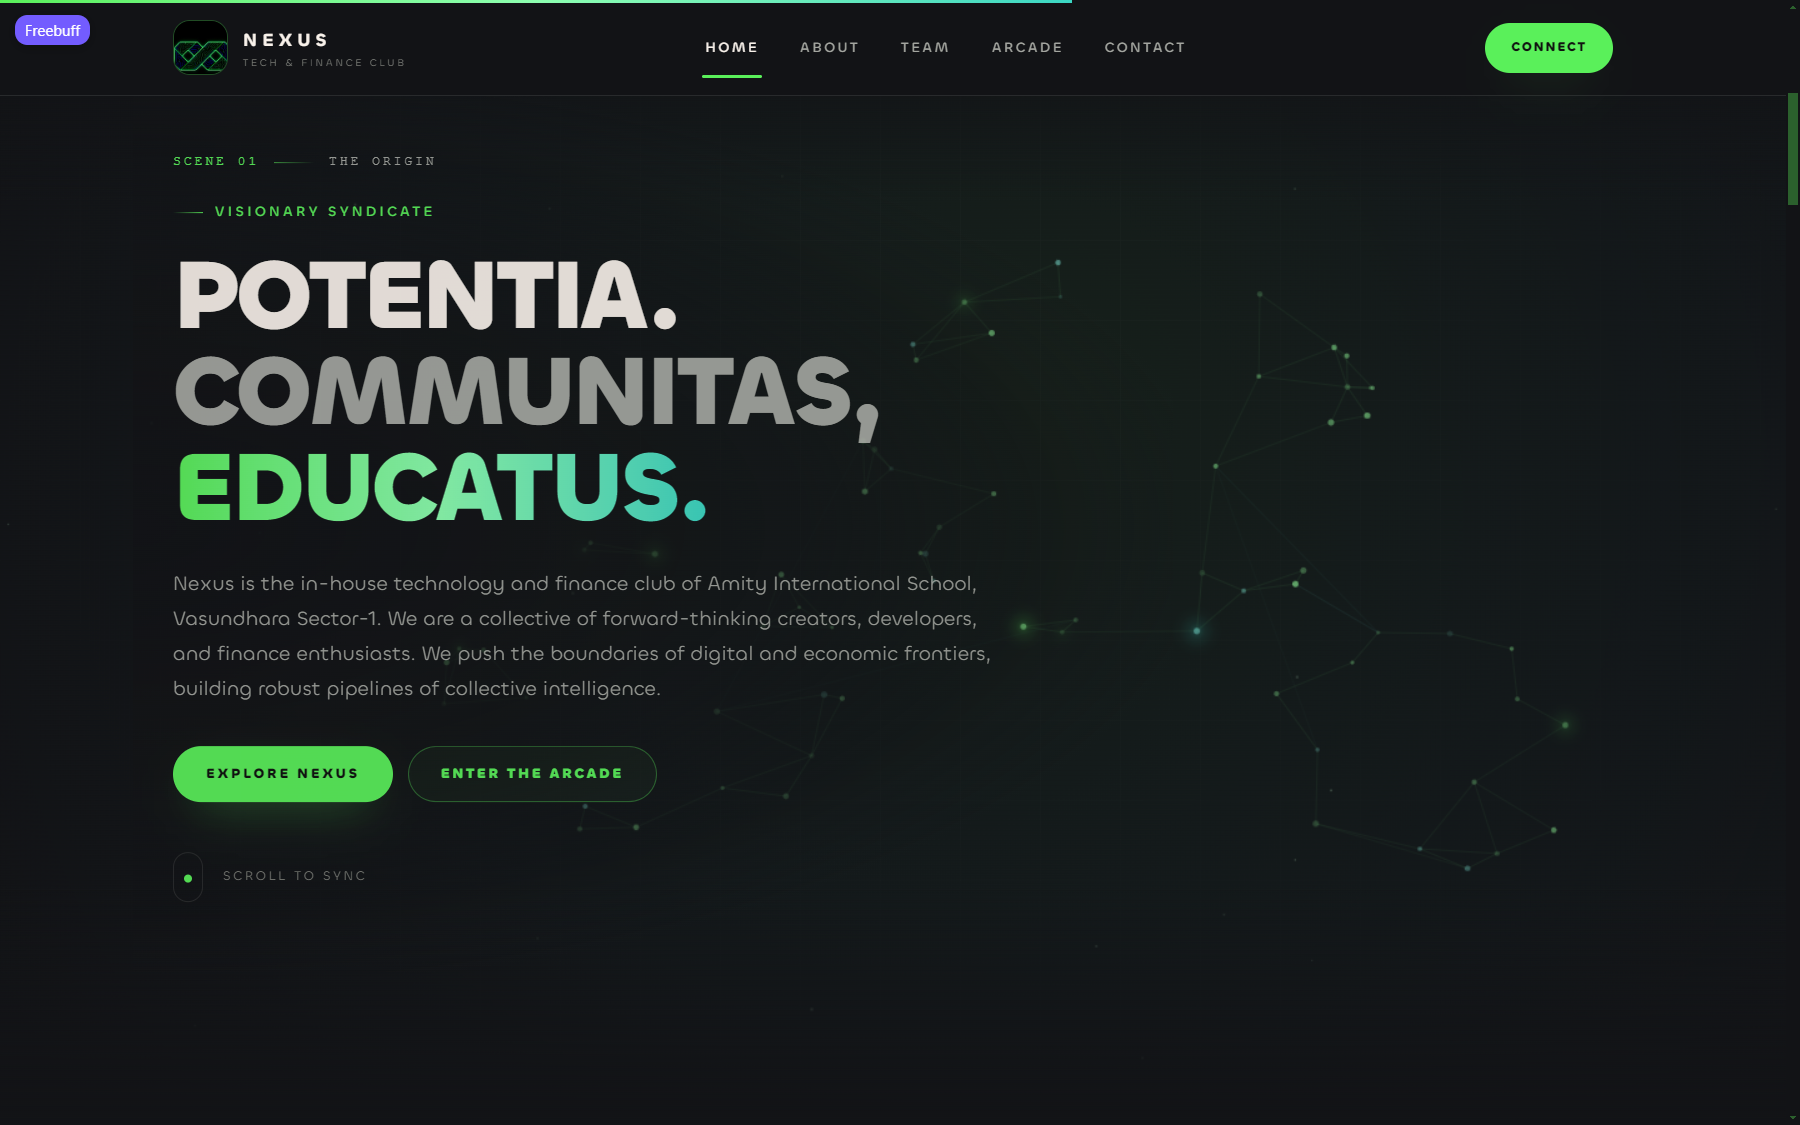 Freebuff
NEXUS
TECH & FINANCE CLUB
HOME
ABOUT
TEAM
ARCADE
CONTACT
CONNECT
SCENE 01
THE ORIGIN
VISIONARY SYNDICATE
POTENTIA.
COMMUNITAS,
EDUCATUS.
Nexus is the in-house technology and finance club of Amity International School,
Vasundhara Sector-1. We are a collective of forward-thinking creators, developers,
and finance enthusiasts. We push the boundaries of digital and economic frontiers,
building robust pipelines of collective intelligence.
EXPLORE NEXUS
ENTER THE ARCADE
SCROLL TO SYNC